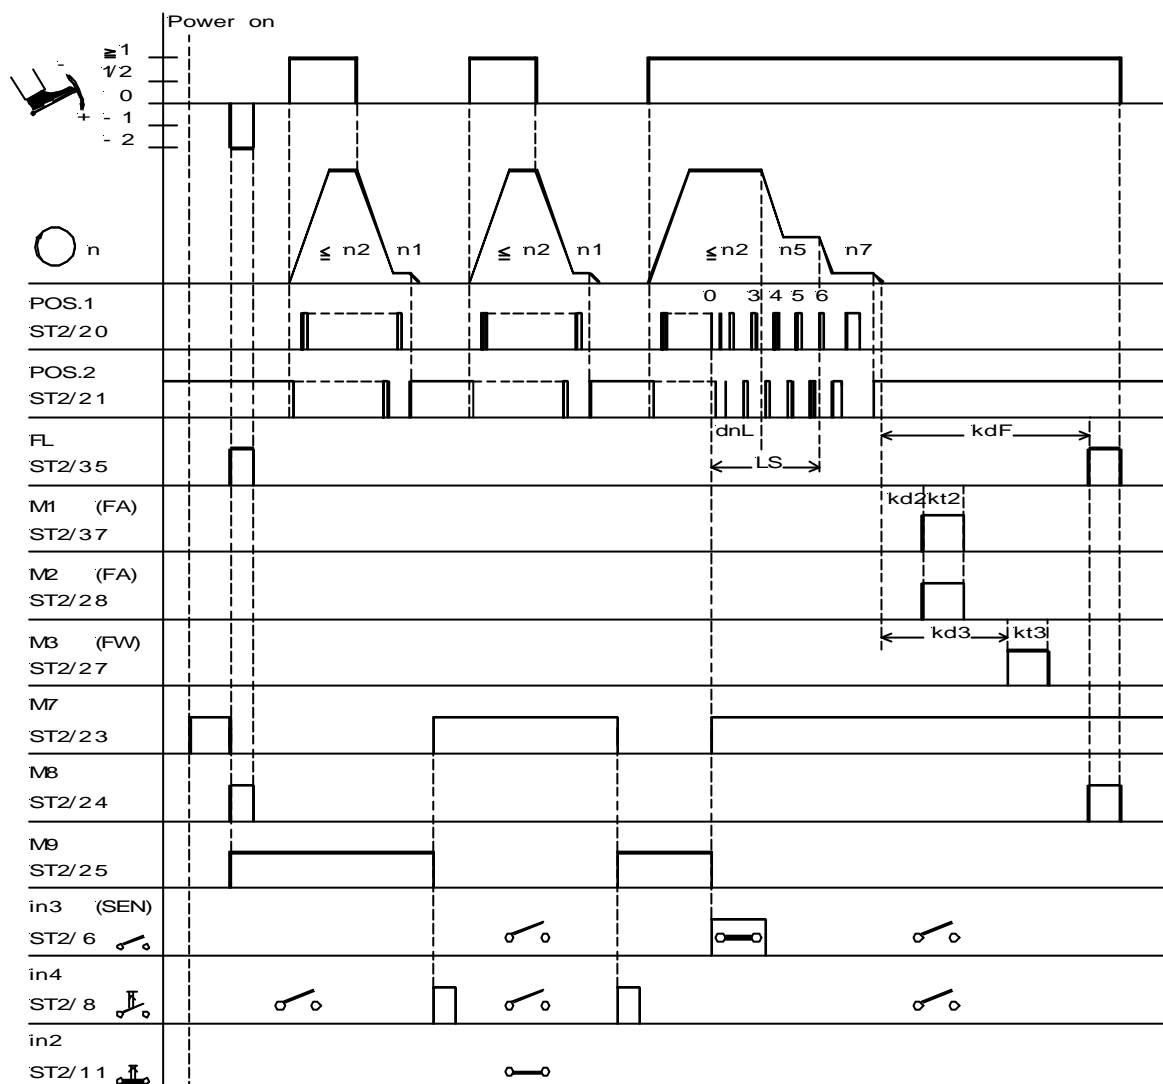 Power on
≧1
1/2
-
0
+ - 1
- 2
n
≦ n2 n1
≦ n2 n1
≦n2 n5 n7
POS.1
0 3 4 5 6
ST2/20
POS.2
ST2/21
FL
dnL
kdF
ST2/35
LS
M1 (FA)
kd2 kt2
ST2/37
M2 (FA)
ST2/28
M3 (FW)
kd3 kt3
ST2/27
M7
ST2/23
M8
ST2/24
M9
ST2/25
in3 (SEN)
ST2/ 6
in4
ST2/ 8
in2
ST2/11